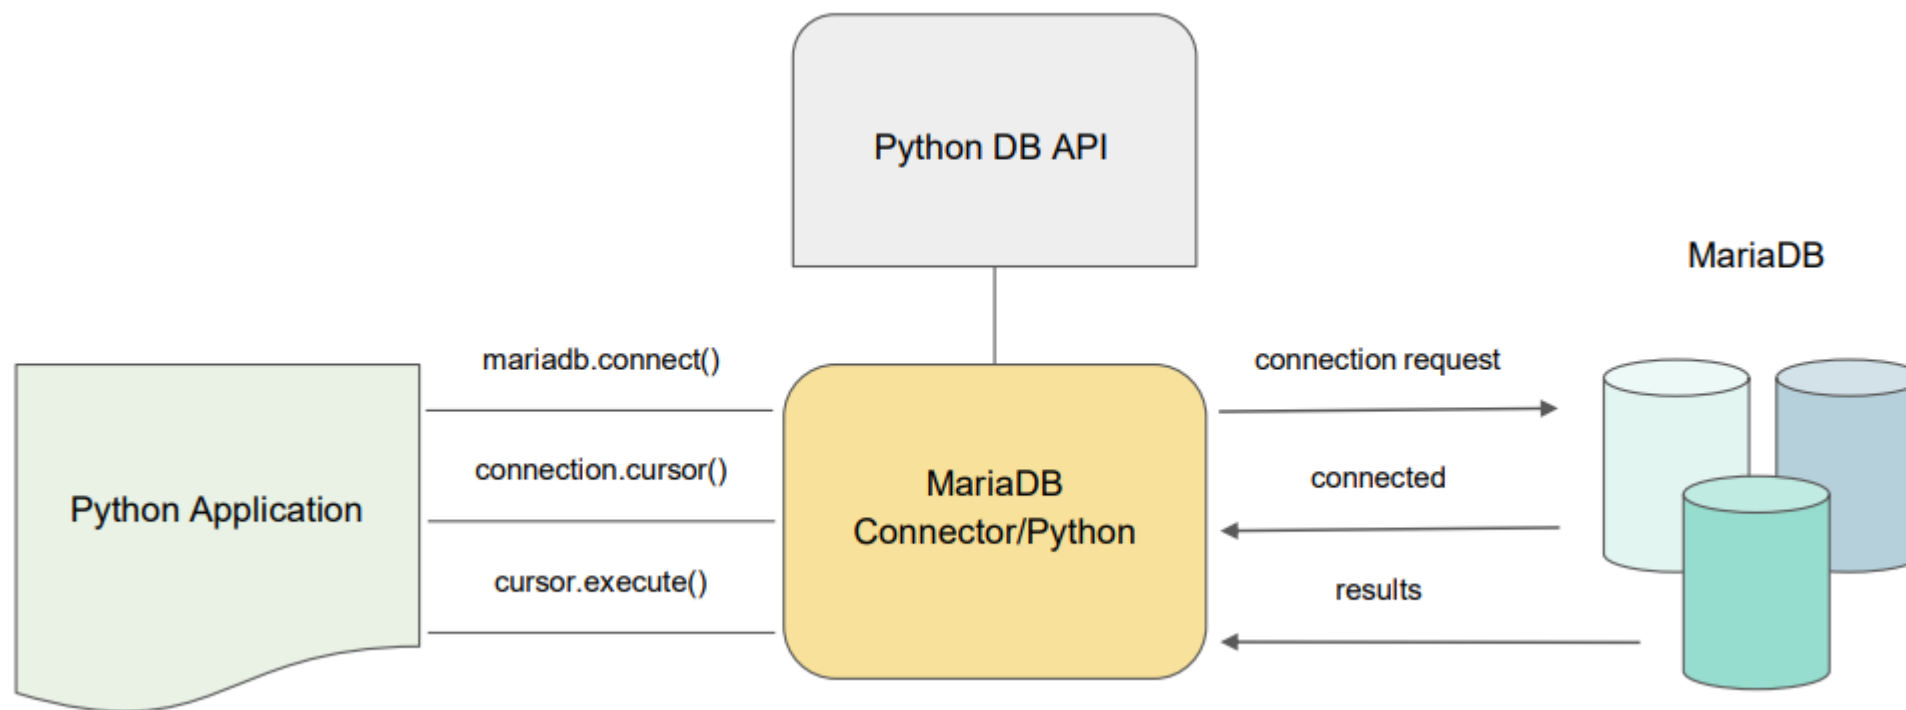 Python DB API
MariaDB
mariadb.connect()
connection request
connection.cursor()
connected
Python Application
MariaDB
Connector/Python
cursor.execute()
results